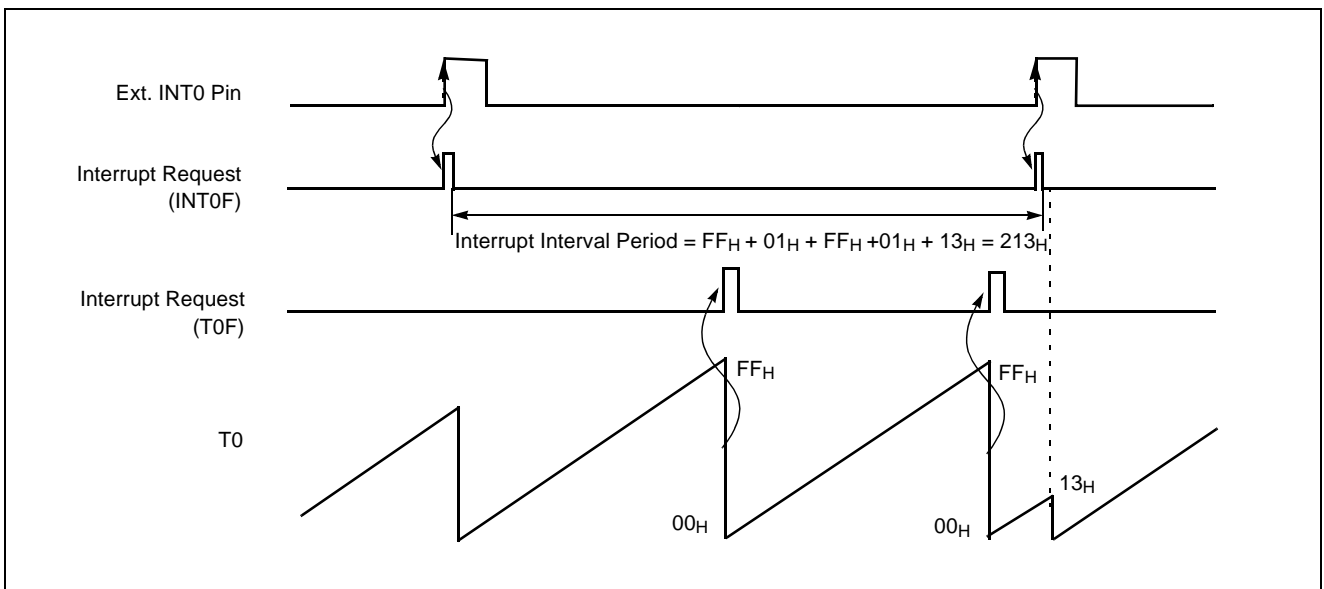 Ext. INT0 Pin
Interrupt Request
(INT0F)
Interrupt Interval Period = FFH + 01H + FFH +01H + 13H = 213H
Interrupt Request
(T0F)
FFH
FFH
T0
13H
00H
00H